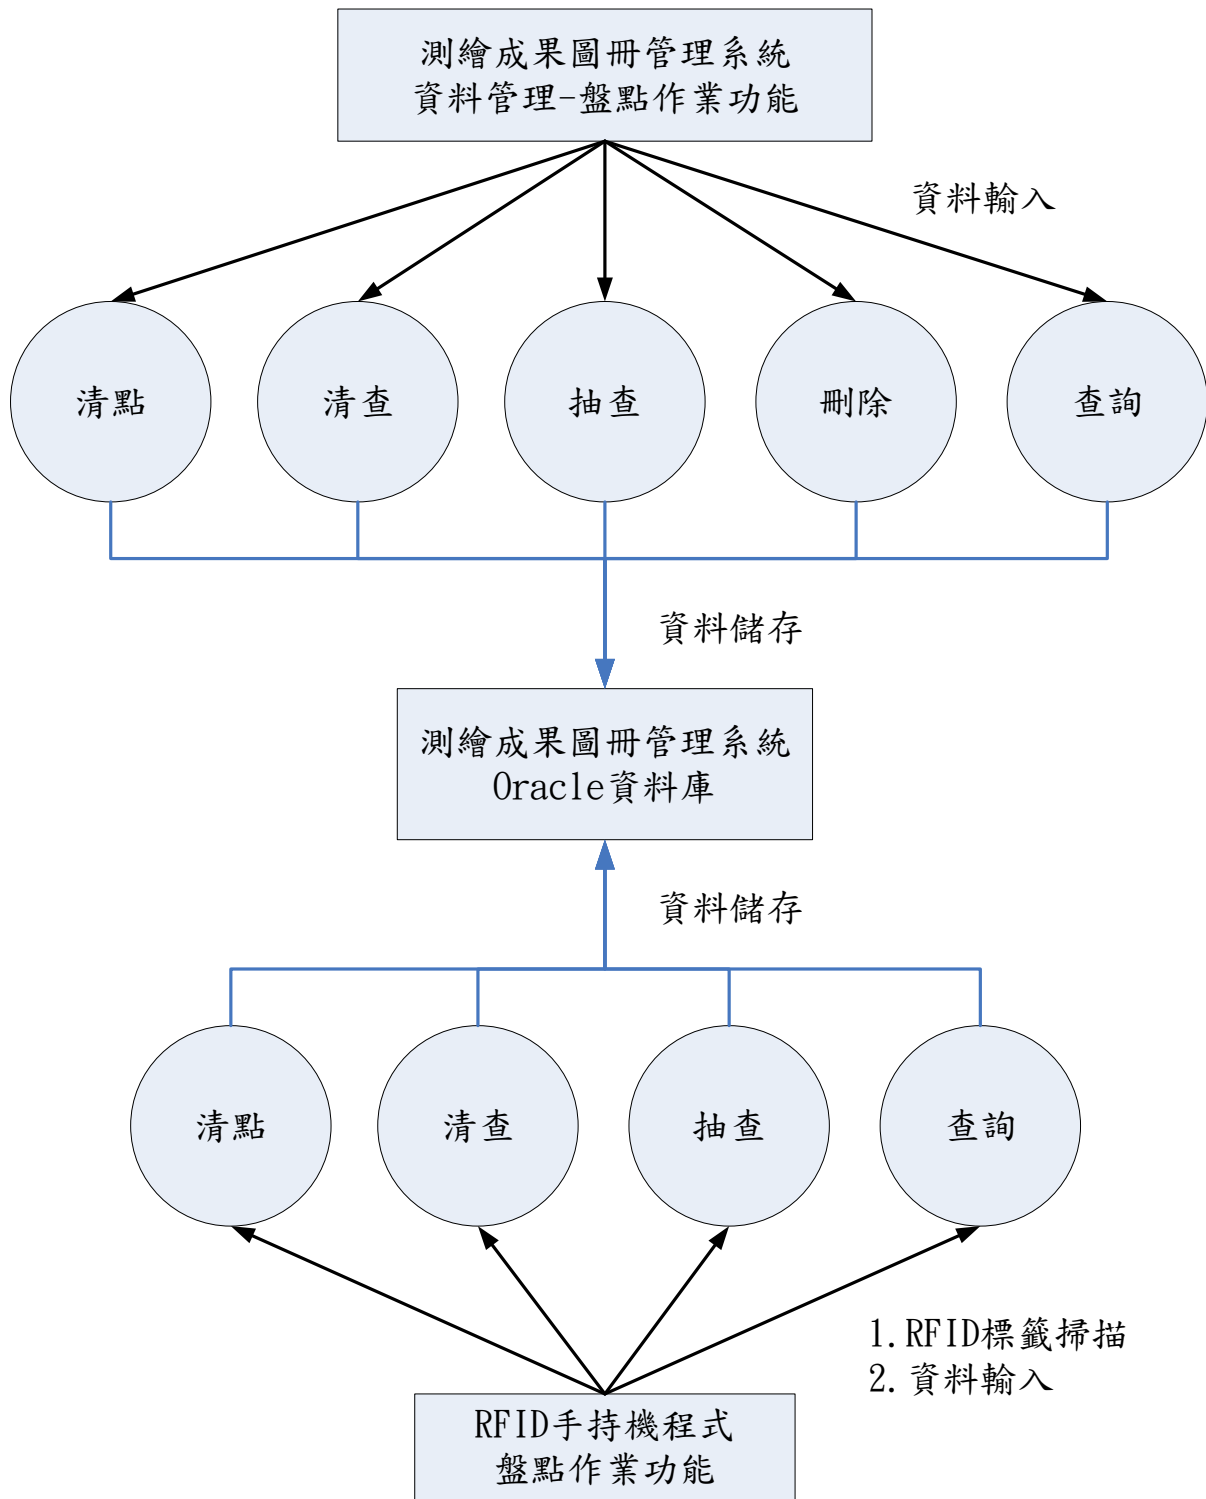 測繪成果圖冊管理系統
資料管理-盤點作業功能
資料輸入
清點
清查
抽查
刪除
查詢
資料儲存
測繪成果圖冊管理系統
Oracle資料庫
資料儲存
清點
清查
抽查
查詢
1.RFID標籤掃描
2.資料輸入
RFID手持機程式
盤點作業功能